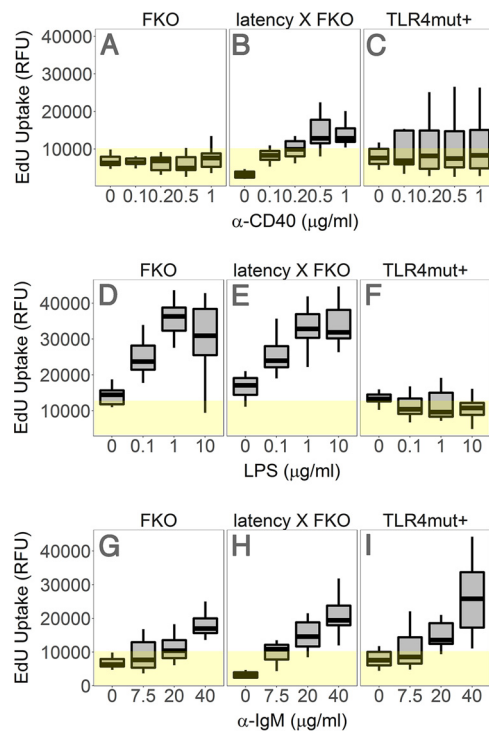 FKO latency X FKO TLR4mut+
A B C
40000
30000
20000
10000
EdU Uptake (RFU)
0 0.10.20.5 1 0 0.10.20.5 1 0 0.10.20.5 1
α-CD40 (μg/ml)
FKO latency X FKO TLR4mut+
D E F
40000
30000
20000
10000
EdU Uptake (RFU)
0 0.1 1 10 0 0.1 1 10 0 0.1 1 10
LPS (μg/ml)
FKO latency X FKO TLR4mut+
G H I
40000
30000
20000
10000
0
EdU Uptake (RFU)
0 7.5 20 40 0 7.5 20 40 0 7.5 20 40
α-IgM (μg/ml)